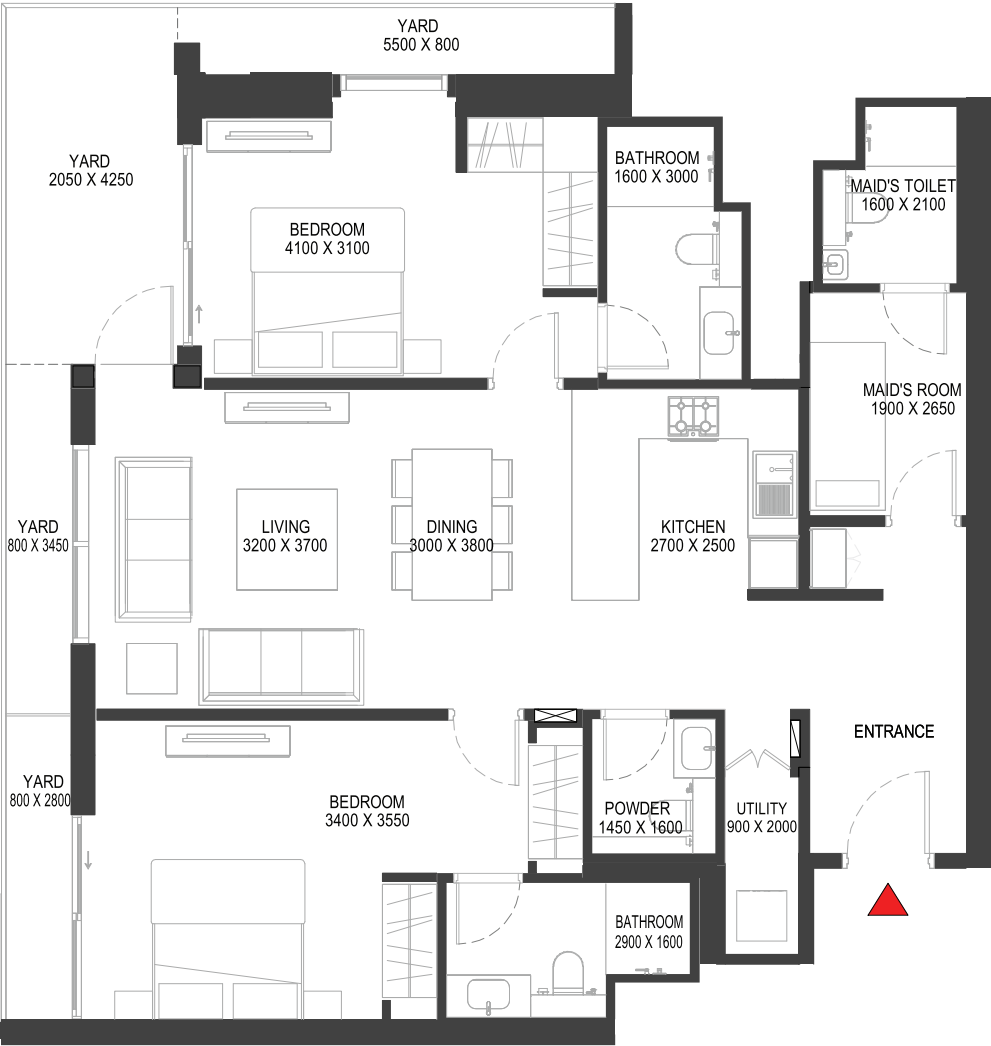 YARD
5500 X 800
YARD
2050 X 4250
BATHROOM
1600 X 3000
MAID'S TOILET
1600 X 2100
BEDROOM
4100 X 3100
MAID'S ROOM
1900 X 2650
YARD
800 X 3450
LIVING
3200 X 3700
DINING
3000 X 3800
KITCHEN
2700 X 2500
ENTRANCE
YARD
800 X 2800
BEDROOM
3400 X 3550
POWDER
1450 X 1600
UTILITY
900 X 2000
BATHROOM
2900 X 1600